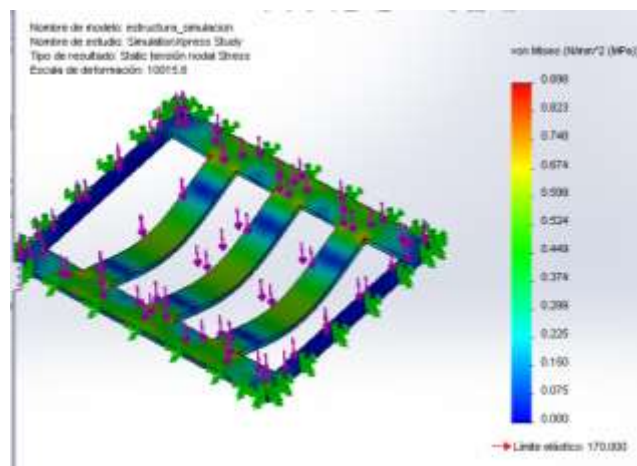 Nombre de modelo: estructura_simulacion
Nombre de estudio: SimulationXpress Study
Tipo de resultado: Static tensión nodal Stress
Escala de deformación: 10015.8
von Mises (N/mm^2 (MPa))
0.898
0.823
0.748
0.674
0.599
0.524
0.449
0.374
0.299
0.225
0.150
0.075
0.000
Límite elástico: 170.000